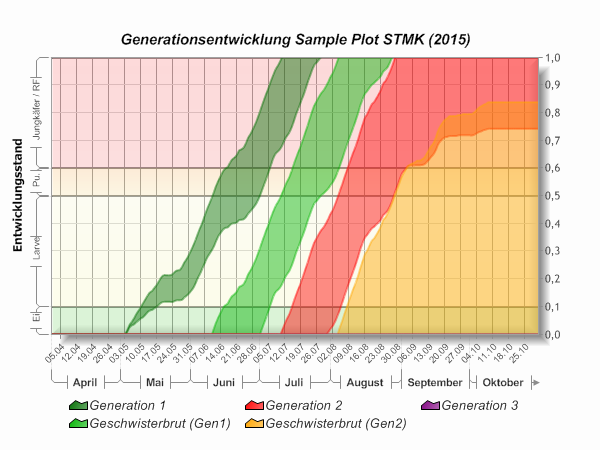 Generationsentwicklung Sample Plot STMK (2015)
Entwicklungsstand
Jungkäfer / RF
Pu.
Larve
Ei
1,0
0,9
0,8
0,7
0,6
0,5
0,4
0,3
0,2
0,1
0,0
05.04 12.04 19.04 26.04 03.05 10.05 17.05 24.05 31.05 07.06 14.06 21.06 28.06 05.07 12.07 19.07 26.07 02.08 09.08 16.08 23.08 30.08 06.09 13.09 20.09 27.09 04.10 11.10 18.10 25.10
April Mai Juni Juli August September Oktober
Generation 1 Generation 2 Generation 3
Geschwisterbrut (Gen1) Geschwisterbrut (Gen2)